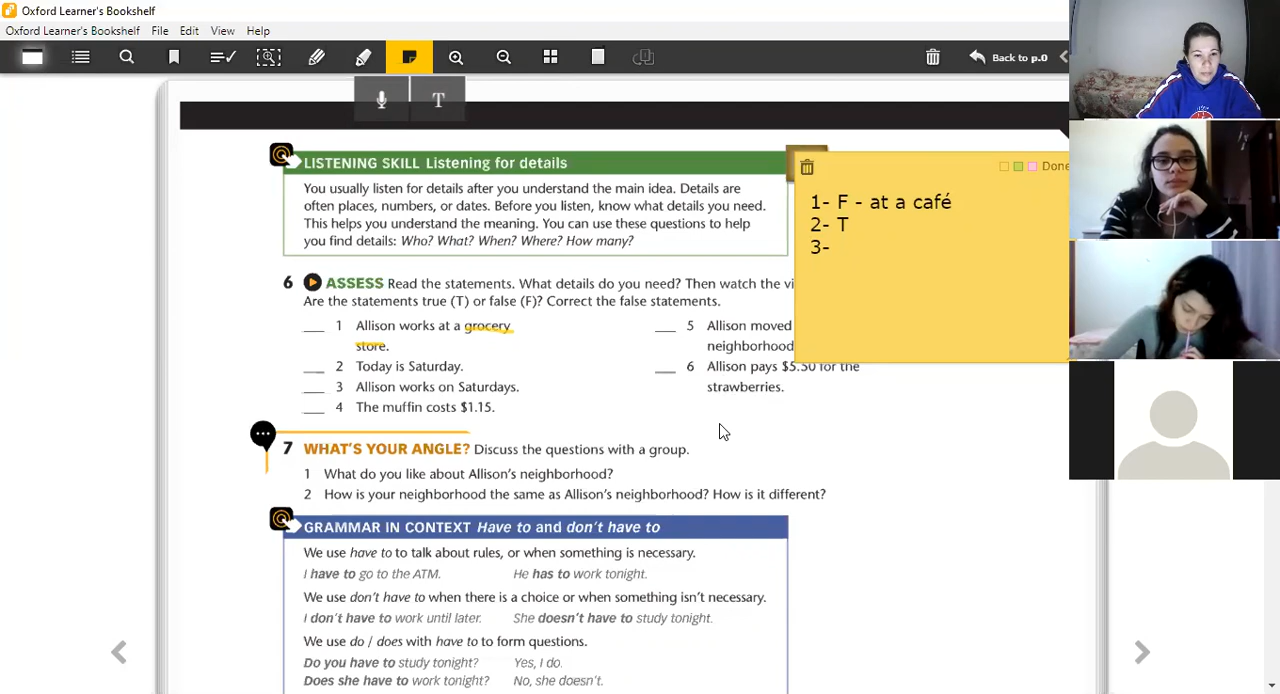 Oxford Learner's Bookshelf
Oxford Learner's Bookshelf File Edit View Help
Back to p.0
T
LISTENING SKILL Listening for details
You usually listen for details after you understand the main idea. Details are
often places, numbers, or dates. Before you listen, know what details you need.
This helps you understand the meaning. You can use these questions to help
you find details: Who? What? When? Where? How many?
Done
1- F - at a café
2- T
3-
6 ASSESS Read the statements. What details do you need? Then watch the vi
Are the statements true (T) or false (F)? Correct the false statements.
___ 1 Allison works at a grocery
store.
___ 2 Today is Saturday.
___ 3 Allison works on Saturdays.
___ 4 The muffin costs $1.15.
___ 5 Allison moved
neighborhood
___ 6 Allison pays $5.50 for the
strawberries.
7 WHAT'S YOUR ANGLE? Discuss the questions with a group.
1 What do you like about Allison's neighborhood?
2 How is your neighborhood the same as Allison's neighborhood? How is it different?
GRAMMAR IN CONTEXT Have to and don't have to
We use have to to talk about rules, or when something is necessary.
I have to go to the ATM. He has to work tonight.
We use don't have to when there is a choice or when something isn't necessary.
I don't have to work until later. She doesn't have to study tonight.
We use do / does with have to to form questions.
Do you have to study tonight? Yes, I do.
Does she have to work tonight? No, she doesn't.